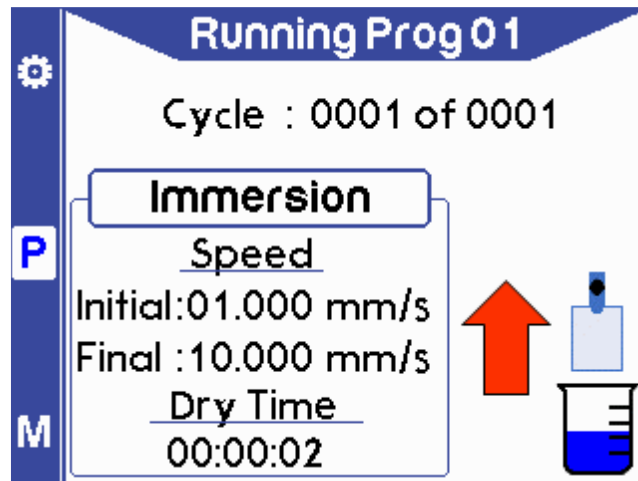 Running Prog 01
Cycle : 0001 of 0001
Immersion
P
Speed
Initial:01.000 mm/s
Final :10.000 mm/s
Dry Time
M
00:00:02